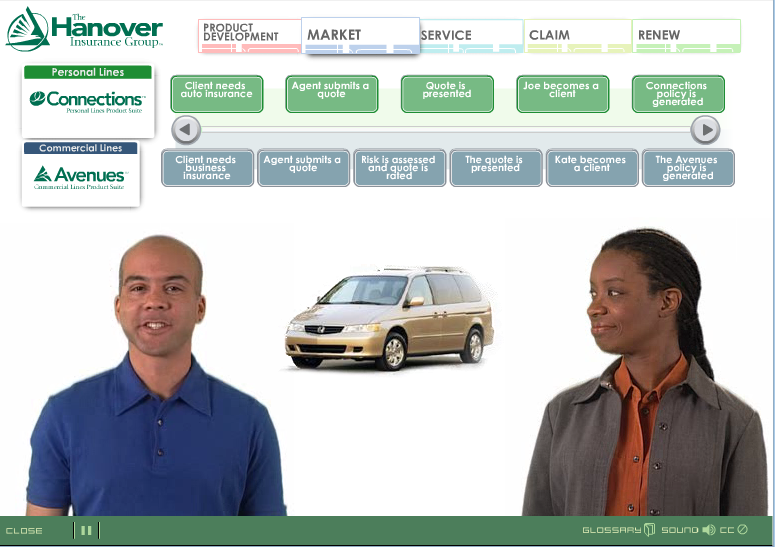 The
Hanover
Insurance Group™
PRODUCT
DEVELOPMENT
MARKET
SERVICE
CLAIM
RENEW
Personal Lines
Connections™
Personal Lines Product Suite
Client needs
auto insurance
Agent submits a
quote
Quote is
presented
Joe becomes a
client
Connections
policy is
generated
Commercial Lines
Avenues™
Commercial Lines Product Suite
Client needs
business
insurance
Agent submits a
quote
Risk is assessed
and quote is
rated
The quote is
presented
Kate becomes
a client
The Avenues
policy is
generated
CLOSE
GLOSSARY
SOUND
CC